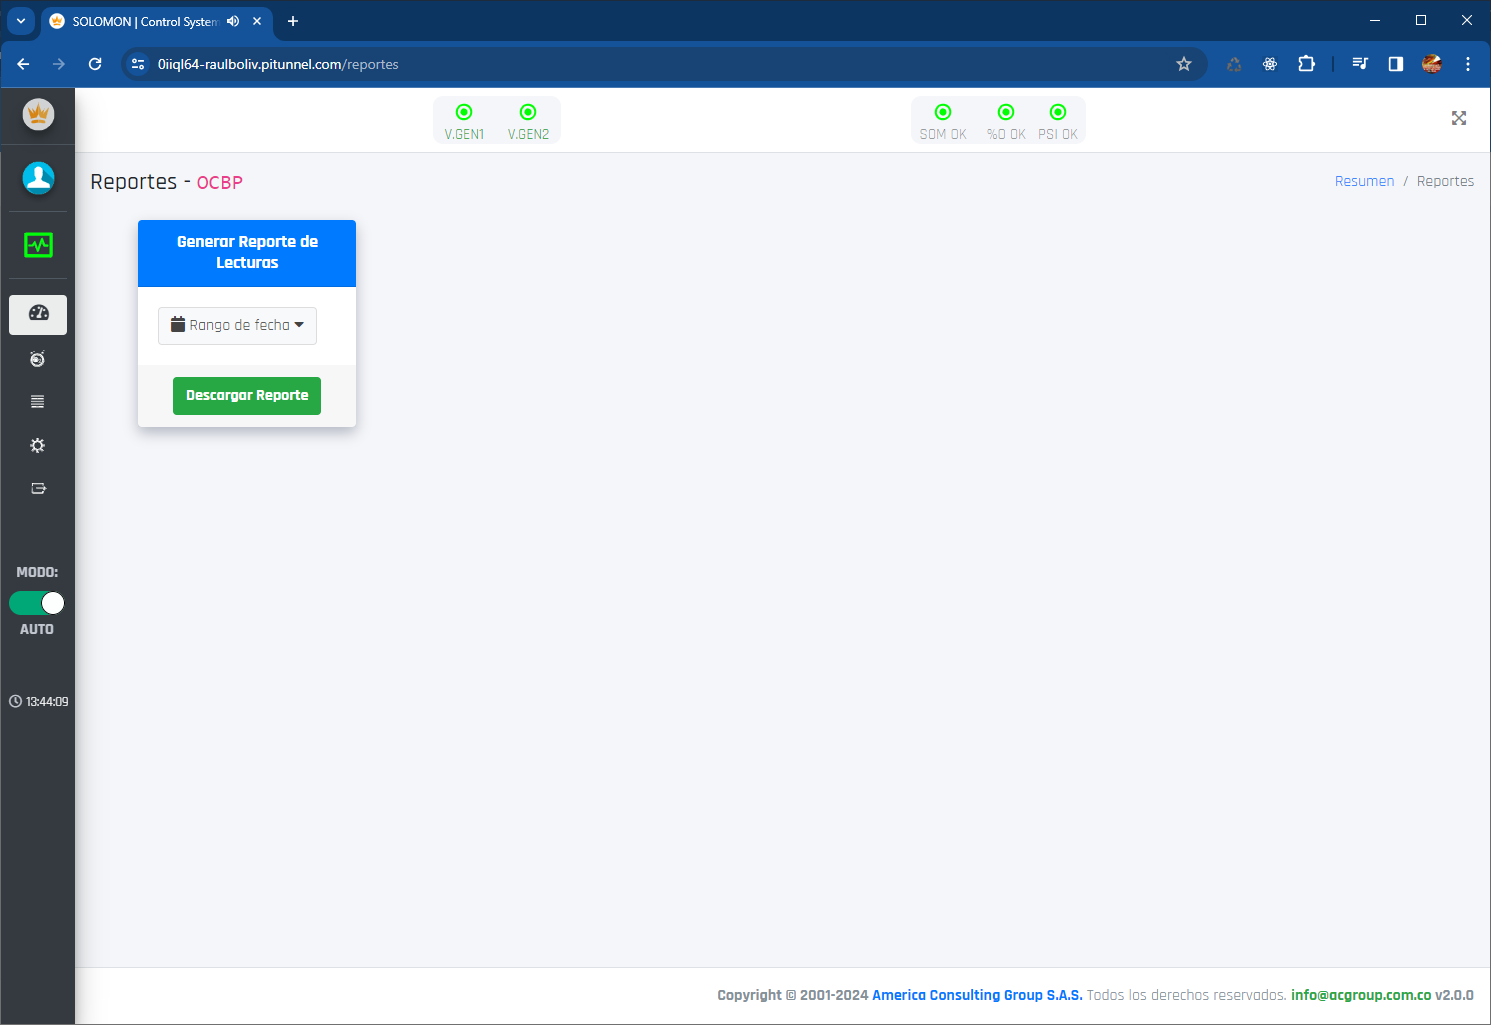 SOLOMON | Control System
0iiql64-raulboliv.pitunnel.com/reportes
V.GEN1 V.GEN2 SOM OK %O OK PSI OK
Reportes - OCBP
Resumen / Reportes
Generar Reporte de
Lecturas
Rango de fecha
Descargar Reporte
MODO:
AUTO
13:44:09
Copyright © 2001-2024 America Consulting Group S.A.S. Todos los derechos reservados. info@acgroup.com.co v2.0.0